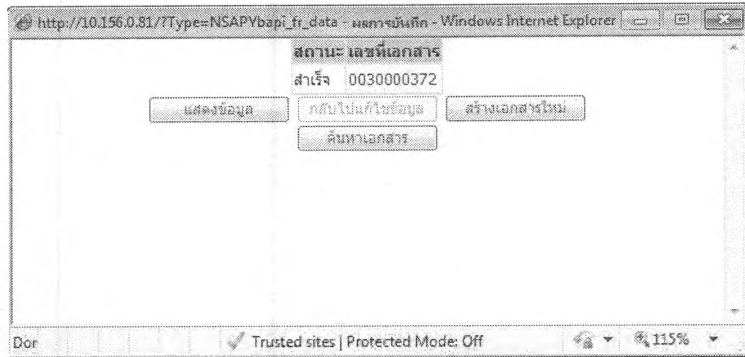 http://10.156.0.81/?Type=NSAPYbapi_fr_data - ผลการบันทึก - Windows Internet Explorer
สถานะ เลขที่เอกสาร
สำเร็จ 0030000372
แสดงข้อมูล กลับไปแก้ไขข้อมูล สร้างเอกสารใหม่
ค้นหาเอกสาร
Dor Trusted sites | Protected Mode: Off 115%